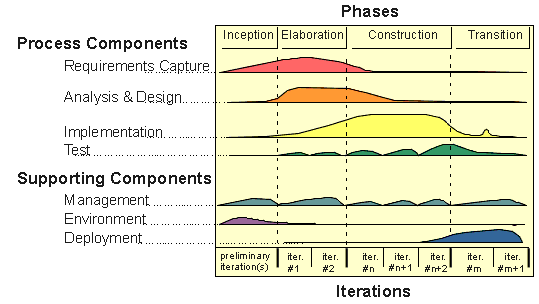 Phases
Inception Elaboration Construction Transition
Process Components
Requirements Capture
Analysis & Design
Implementation
Test
Supporting Components
Management
Environment
Deployment
preliminary iteration(s) iter. #1 iter. #2 iter. #n iter. #n+1 iter. #n+2 iter. #m iter. #m+1
Iterations